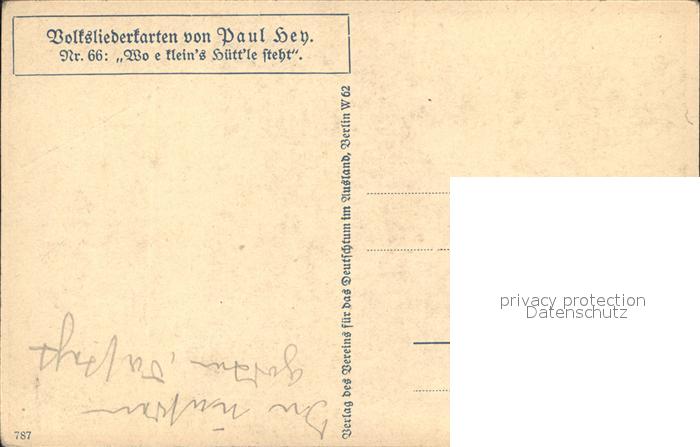 Volksliederkarten von Paul Hey.
Nr. 66: „Wo e klein's Hütt'le steht".
Verlag des Vereins für das Deutschtum im Ausland, Berlin W 62
privacy protection
Datenschutz
787